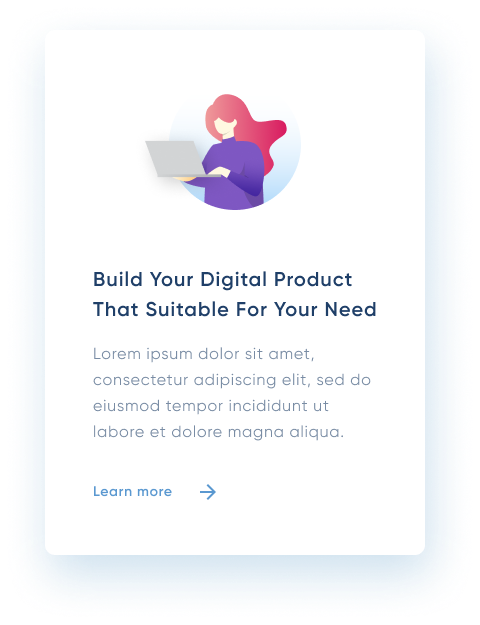 Build Your Digital Product
That Suitable For Your Need
Lorem ipsum dolor sit amet,
consectetur adipiscing elit, sed do
eiusmod tempor incididunt ut
labore et dolore magna aliqua.
Learn more